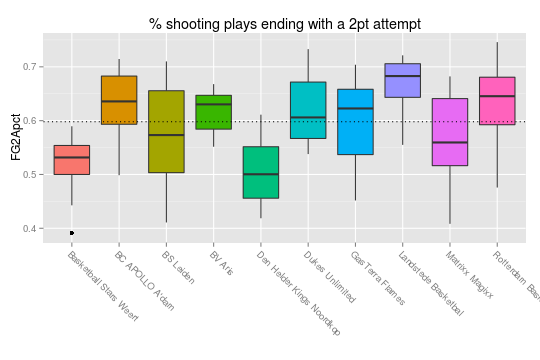 % shooting plays ending with a 2pt attempt
FG2Apct
0.7
0.6
0.5
0.4
Basketball Stars Weert
BC APOLLO A'dam
BS Leiden
BV Aris
Den Helder Kings Noordkop
Dukes Unlimited
GasTerra Flames
Landstede Basketbal
Matrixx Magixx
Rotterdam Bas